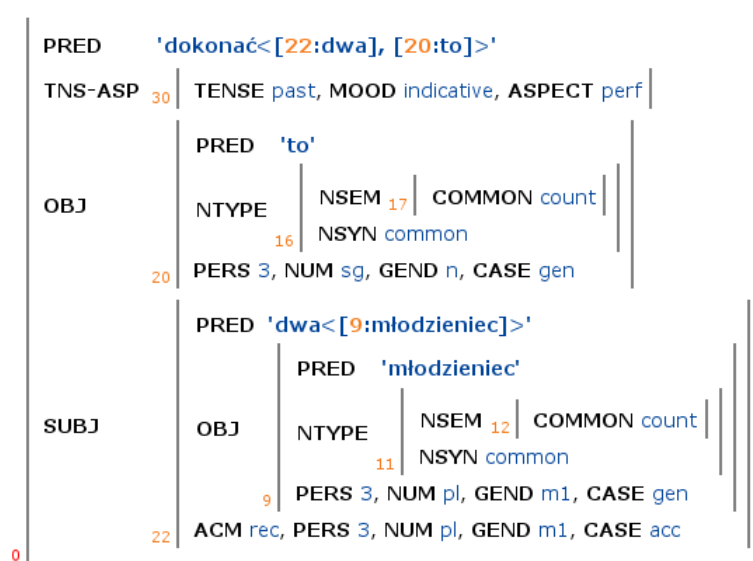 PRED 'dokonać<[22:dwa], [20:to]>'
TNS-ASP 30 TENSE past, MOOD indicative, ASPECT perf
PRED 'to'
NSEM 17 COMMON count
OBJ NTYPE
16 NSYN common
20 PERS 3, NUM sg, GEND n, CASE gen
PRED 'dwa<[9:młodzieniec]>'
PRED 'młodzieniec'
NSEM 12 COMMON count
SUBJ OBJ NTYPE
11 NSYN common
9 PERS 3, NUM pl, GEND m1, CASE gen
22 ACM rec, PERS 3, NUM pl, GEND m1, CASE acc
0